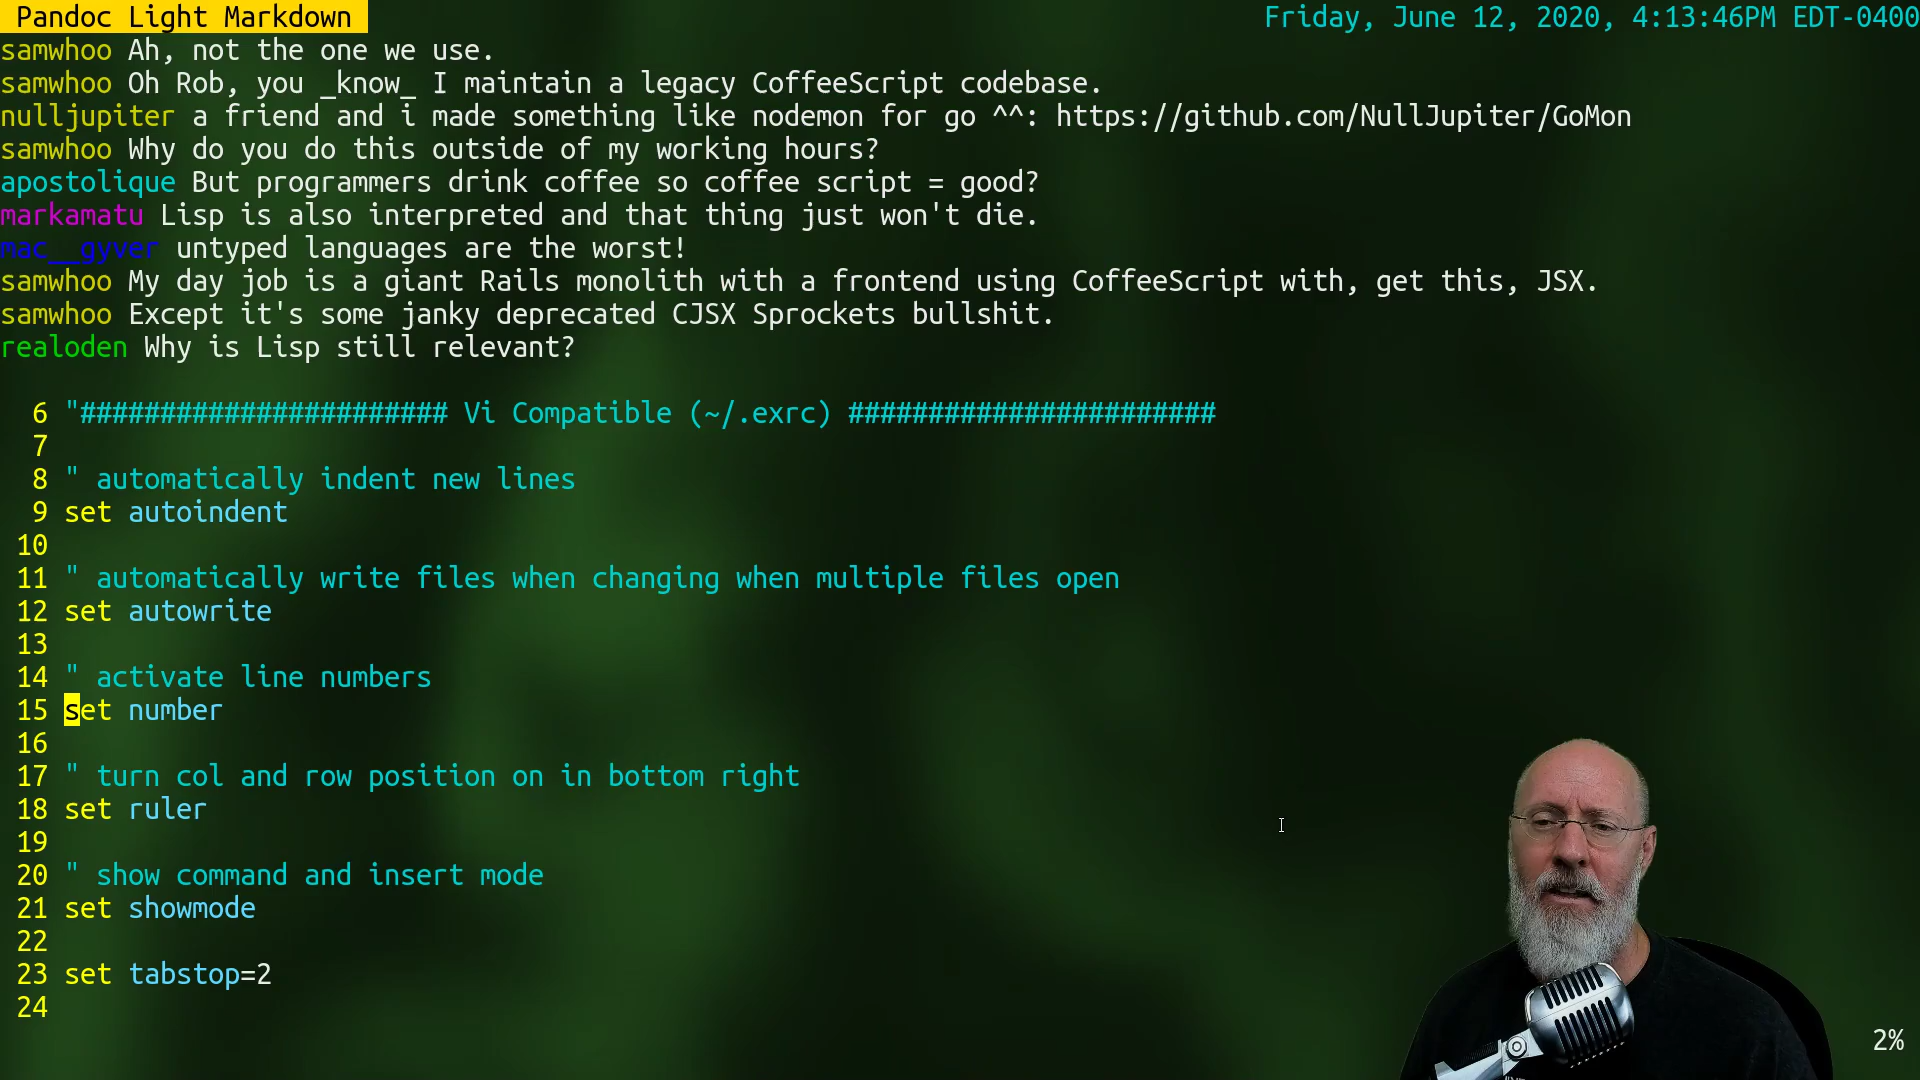 Pandoc Light Markdown
Friday, June 12, 2020, 4:13:46PM EDT-0400
samwhoo Ah, not the one we use.
samwhoo Oh Rob, you _know_ I maintain a legacy CoffeeScript codebase.
nulljupiter a friend and i made something like nodemon for go ^^: https://github.com/NullJupiter/GoMon
samwhoo Why do you do this outside of my working hours?
apostolique But programmers drink coffee so coffee script = good?
markamatu Lisp is also interpreted and that thing just won't die.
mac__gyver untyped languages are the worst!
samwhoo My day job is a giant Rails monolith with a frontend using CoffeeScript with, get this, JSX.
samwhoo Except it's some janky deprecated CJSX Sprockets bullshit.
realoden Why is Lisp still relevant?
6 "####################### Vi Compatible (~/.exrc) #######################
7
8 " automatically indent new lines
9 set autoindent
10
11 " automatically write files when changing when multiple files open
12 set autowrite
13
14 " activate line numbers
15 set number
16
17 " turn col and row position on in bottom right
18 set ruler
19
20 " show command and insert mode
21 set showmode
22
23 set tabstop=2
24
2%